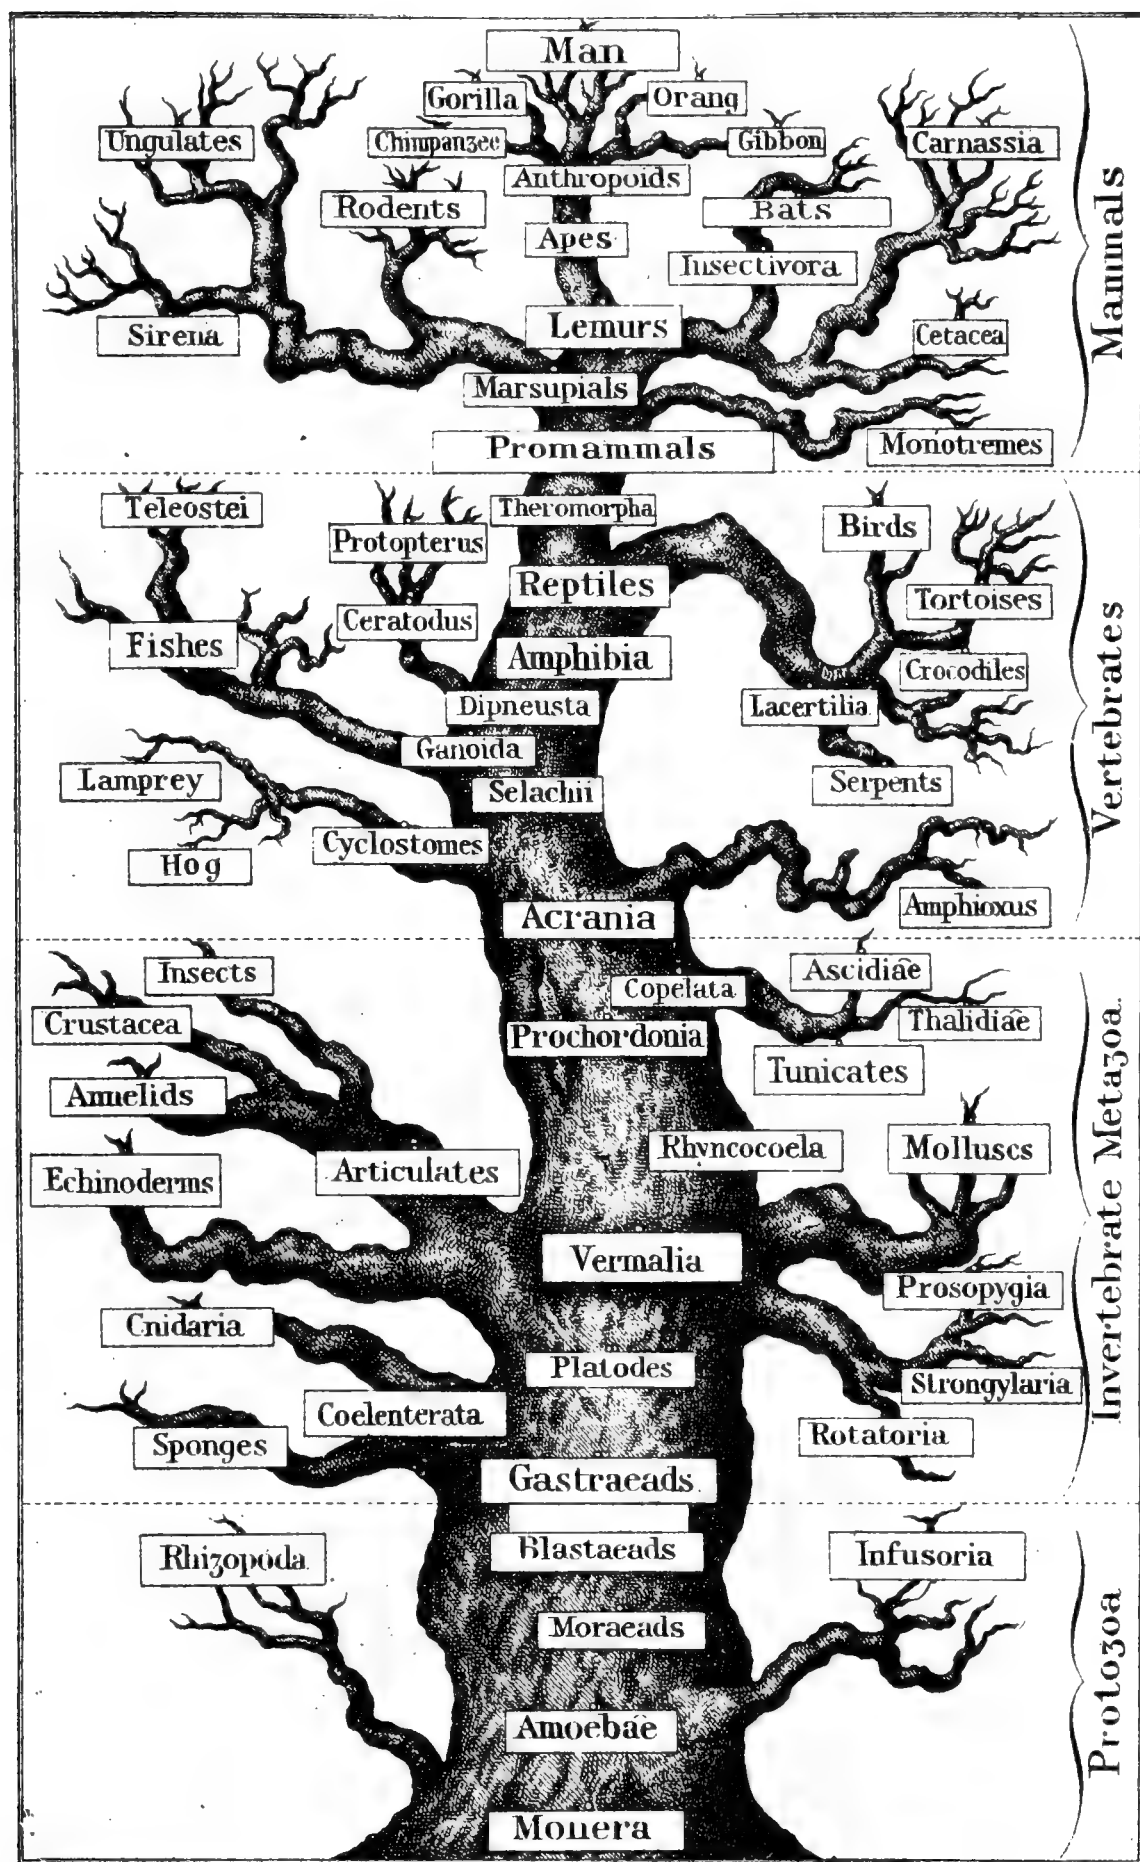 Man
Gorilla
Orang
Ungulates
Chimpanzee
Gibbon
Carnassia
Anthropoids
Rodents
Bats
Apes
Insectivora
Sirena
Lemurs
Cetacea
Marsupials
Promammals
Monotremes
Mammals
Teleostei
Theromorpha
Protopterus
Birds
Reptiles
Tortoises
Ceratodus
Fishes
Amphibia
Crocodiles
Dipneusta
Lacertilia
Ganoida
Lamprey
Selachii
Serpents
Cyclostomes
Hog
Acrania
Amphioxus
Vertebrates
Insects
Ascidiae
Copelata
Crustacea
Prochordonia
Thalidiae
Tunicates
Annelids
Rhyncocoela
Molluscs
Echinoderms
Articulates
Vermalia
Prosopygia
Cnidaria
Platodes
Strongylaria
Coelenterata
Sponges
Rotatoria
Gastraeads
Invertebrate Metazoa.
Blastaeads
Rhizopoda
Infusoria
Moraeads
Amoebae
Monera
Protozoa